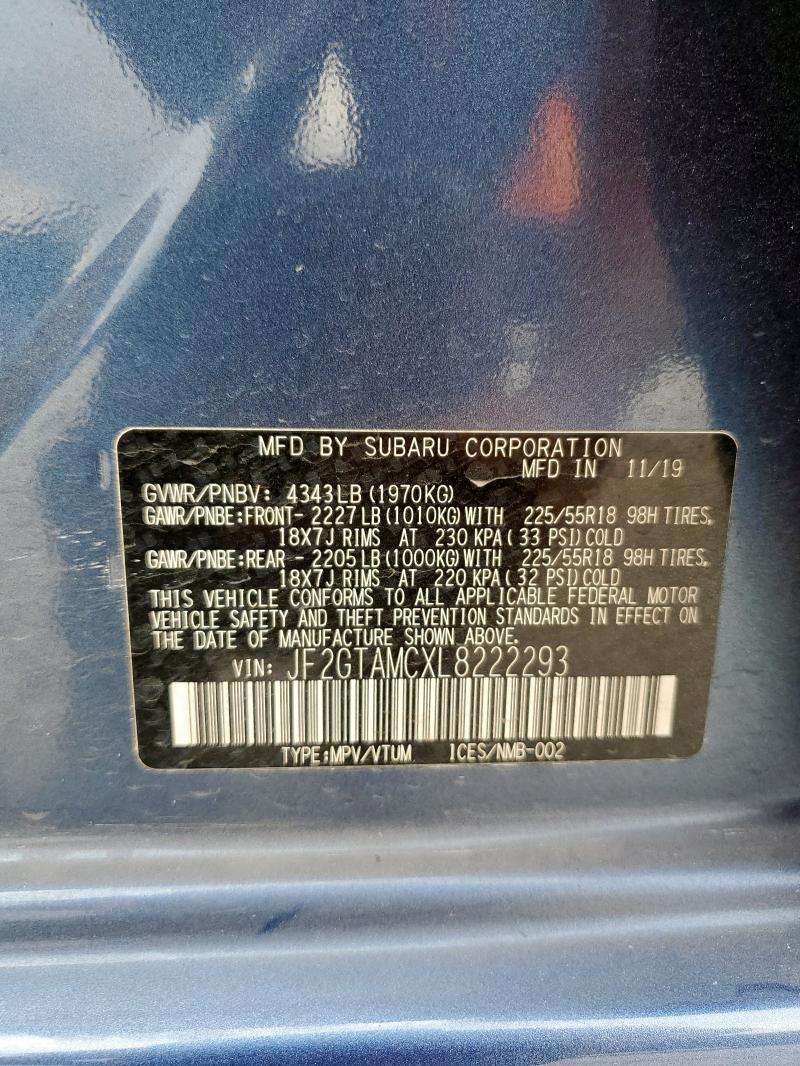 MFD BY SUBARU CORPORATION
MFD IN 11/19
GVWR/PNBV: 4343LB (1970KG)
GAWR/PNBE:FRONT- 2227LB (1010KG) WITH 225/55R18 98H TIRES,
18X7J RIMS AT 230 KPA( 33 PSI)COLD
GAWR/PNBE:REAR - 2205LB (1000KG) WITH 225/55R18 98H TIRES,
18X7J RIMS AT 220 KPA( 32 PSI)COLD
THIS VEHICLE CONFORMS TO ALL APPLICABLE FEDERAL MOTOR
VEHICLE SAFETY AND THEFT PREVENTION STANDARDS IN EFFECT ON
THE DATE OF MANUFACTURE SHOWN ABOVE.
VIN: JF2GTAMCXL8222293
TYPE:MPV/VTUM 1CES/NMB-002